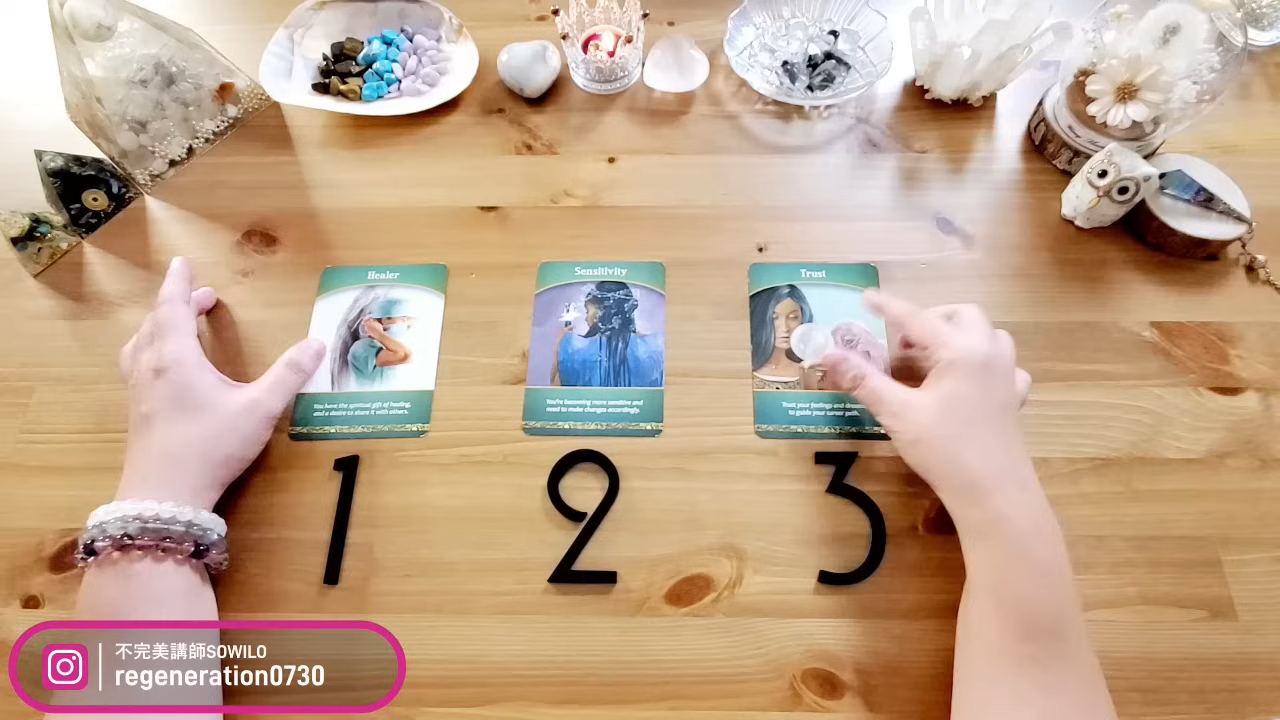 Healer
You have the spiritual gift of healing,
and a desire to share it with others.
Sensitivity
You're becoming more sensitive and
need to make changes accordingly.
Trust
Trust your feelings and dreams
to guide your career path.
1
2
3
不完美講師SOWILO
regeneration0730